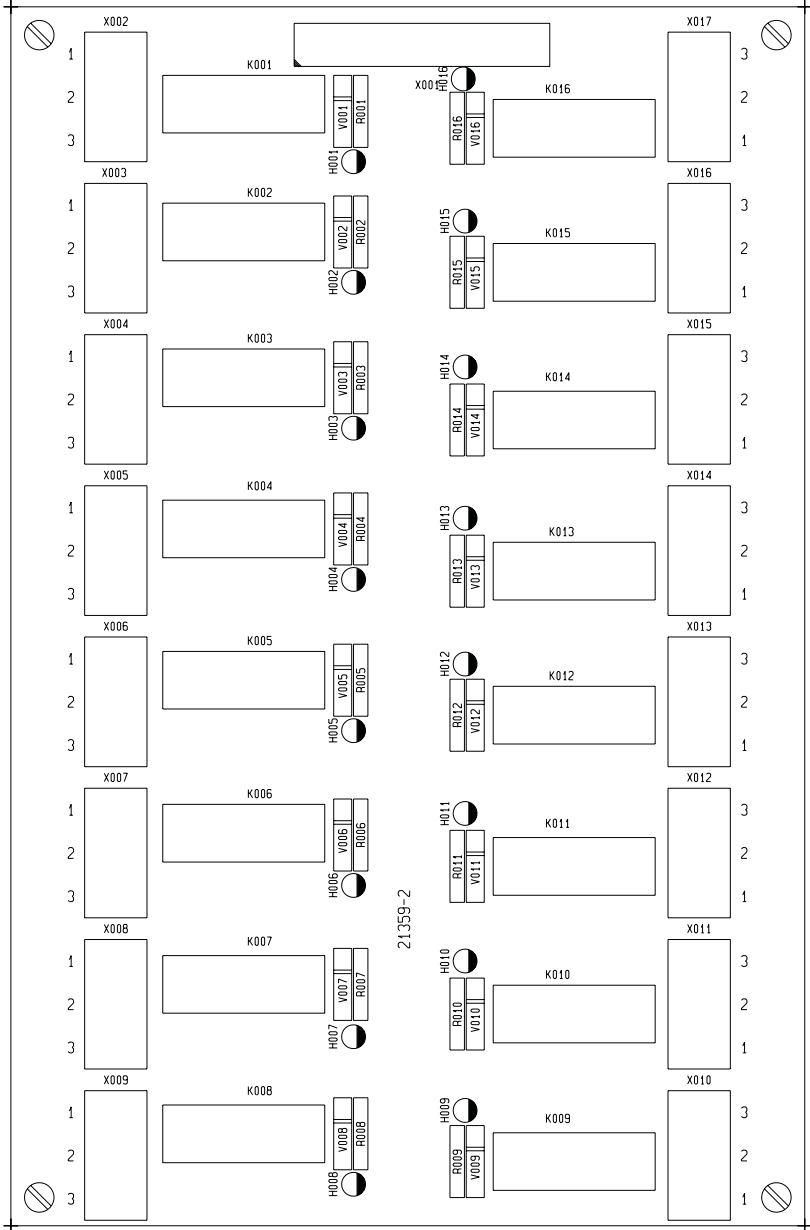 X002 X017
K001
X001
H016
K016
1 3
2 2
3 1
V001 R001
R016 V016
H001
X003 X016
K002
H015
K015
1 3
2 2
3 1
V002 R002
R015 V015
H002
X004 X015
K003
H014
K014
1 3
2 2
3 1
V003 R003
R014 V014
H003
X005 X014
K004
H013
K013
1 3
2 2
3 1
V004 R004
R013 V013
H004
X006 X013
K005
H012
K012
1 3
2 2
3 1
V005 R005
R012 V012
H005
X007 X012
K006
H011
K011
1 3
2 2
3 1
V006 R006
R011 V011
H006
21359-2
X008 X011
K007
H010
K010
1 3
2 2
3 1
V007 R007
R010 V010
H007
X009 X010
K008
H009
K009
1 3
2 2
3 1
V008 R008
R009 V009
H008